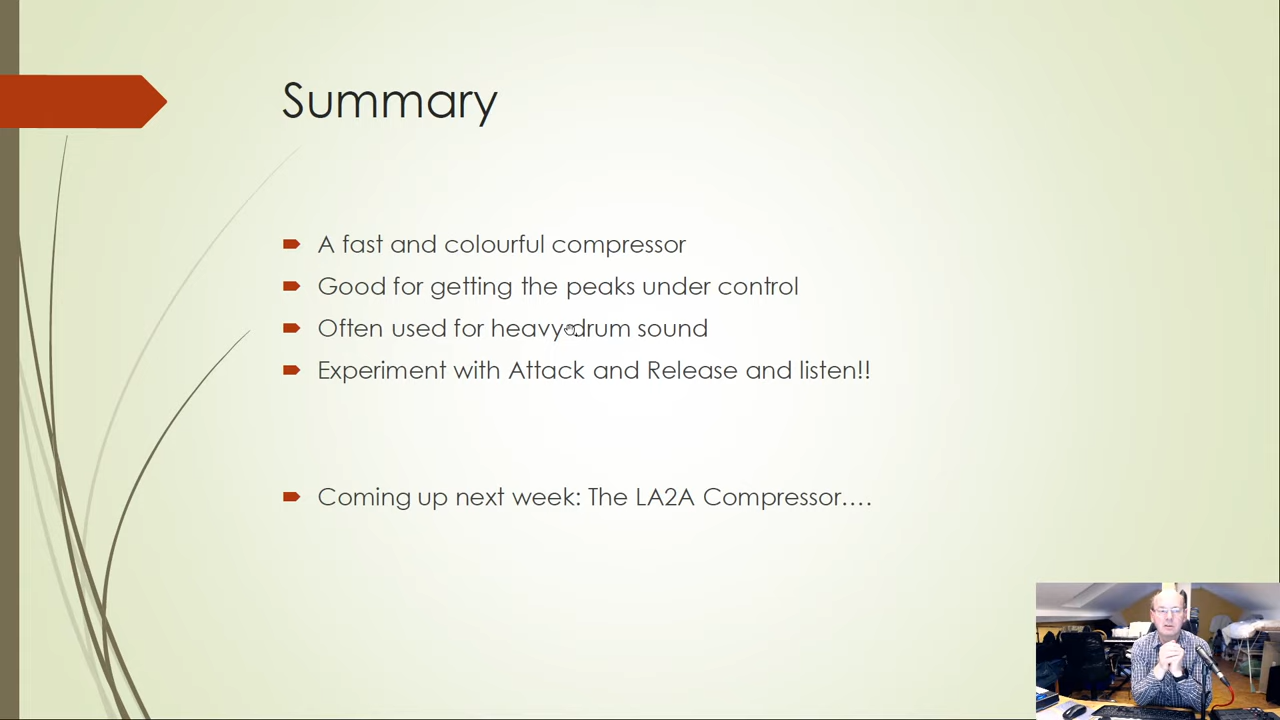 Summary
A fast and colourful compressor
Good for getting the peaks under control
Often used for heavy drum sound
Experiment with Attack and Release and listen!!
Coming up next week: The LA2A Compressor....